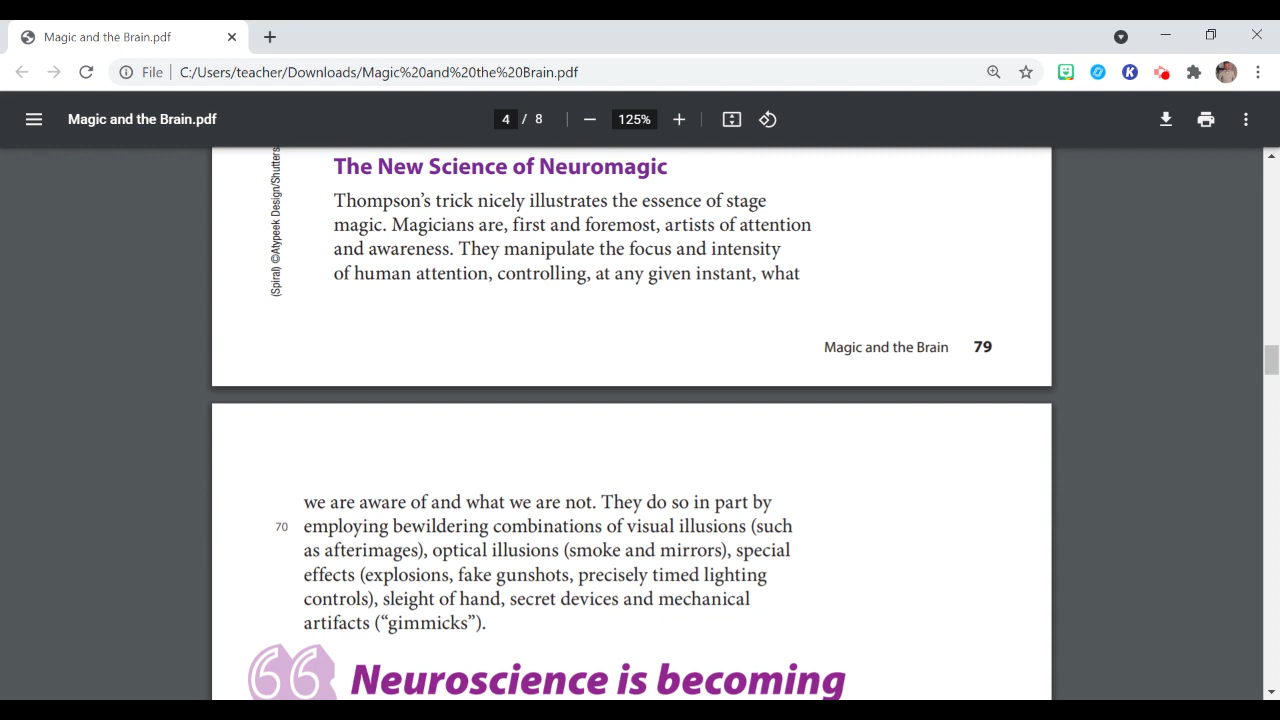 Magic and the Brain.pdf
File
C:/Users/teacher/Downloads/Magic%20and%20the%20Brain.pdf
Magic and the Brain.pdf
4 / 8
125%
The New Science of Neuromagic
(Spiral) ©Atypeek Design/Shutters
Thompson’s trick nicely illustrates the essence of stage
magic. Magicians are, first and foremost, artists of attention
and awareness. They manipulate the focus and intensity
of human attention, controlling, at any given instant, what
Magic and the Brain 79
we are aware of and what we are not. They do so in part by
70 employing bewildering combinations of visual illusions (such
as afterimages), optical illusions (smoke and mirrors), special
effects (explosions, fake gunshots, precisely timed lighting
controls), sleight of hand, secret devices and mechanical
artifacts (“gimmicks”).
Neuroscience is becoming